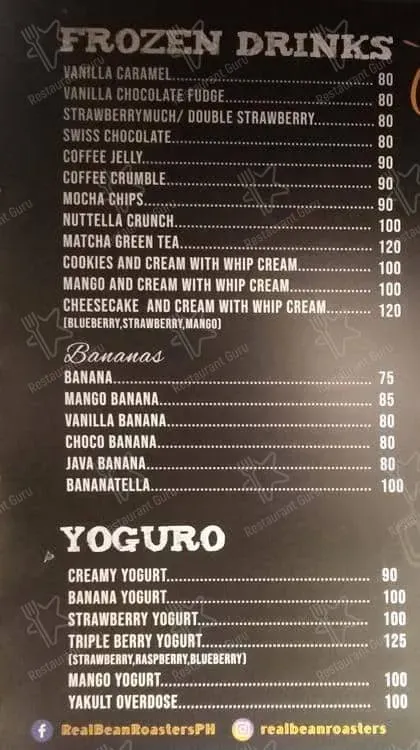 FROZEN DRINKS
VANILLA CARAMEL 80
VANILLA CHOCOLATE FUDGE 80
STRAWBERRYMUCH/ DOUBLE STRAWBERRY 80
SWISS CHOCOLATE 80
COFFEE JELLY 90
COFFEE CRUMBLE 90
MOCHA CHIPS 90
NUTTELLA CRUNCH 100
MATCHA GREEN TEA 120
COOKIES AND CREAM WITH WHIP CREAM 100
MANGO AND CREAM WITH WHIP CREAM 100
CHEESECAKE AND CREAM WITH WHIP CREAM 120
(BLUEBERRY,STRAWBERRY,MANGO)
Bananas
BANANA 75
MANGO BANANA 85
VANILLA BANANA 80
CHOCO BANANA 80
JAVA BANANA 80
BANANATELLA 100
YOGURO
CREAMY YOGURT 90
BANANA YOGURT 100
STRAWBERRY YOGURT 100
TRIPLE BERRY YOGURT 125
(STRAWBERRY,RASPBERRY,BLUEBERRY)
MANGO YOGURT 100
YAKULT OVERDOSE 100
RealBeanRoastersPH realbeanroasters
Restaurant Guru